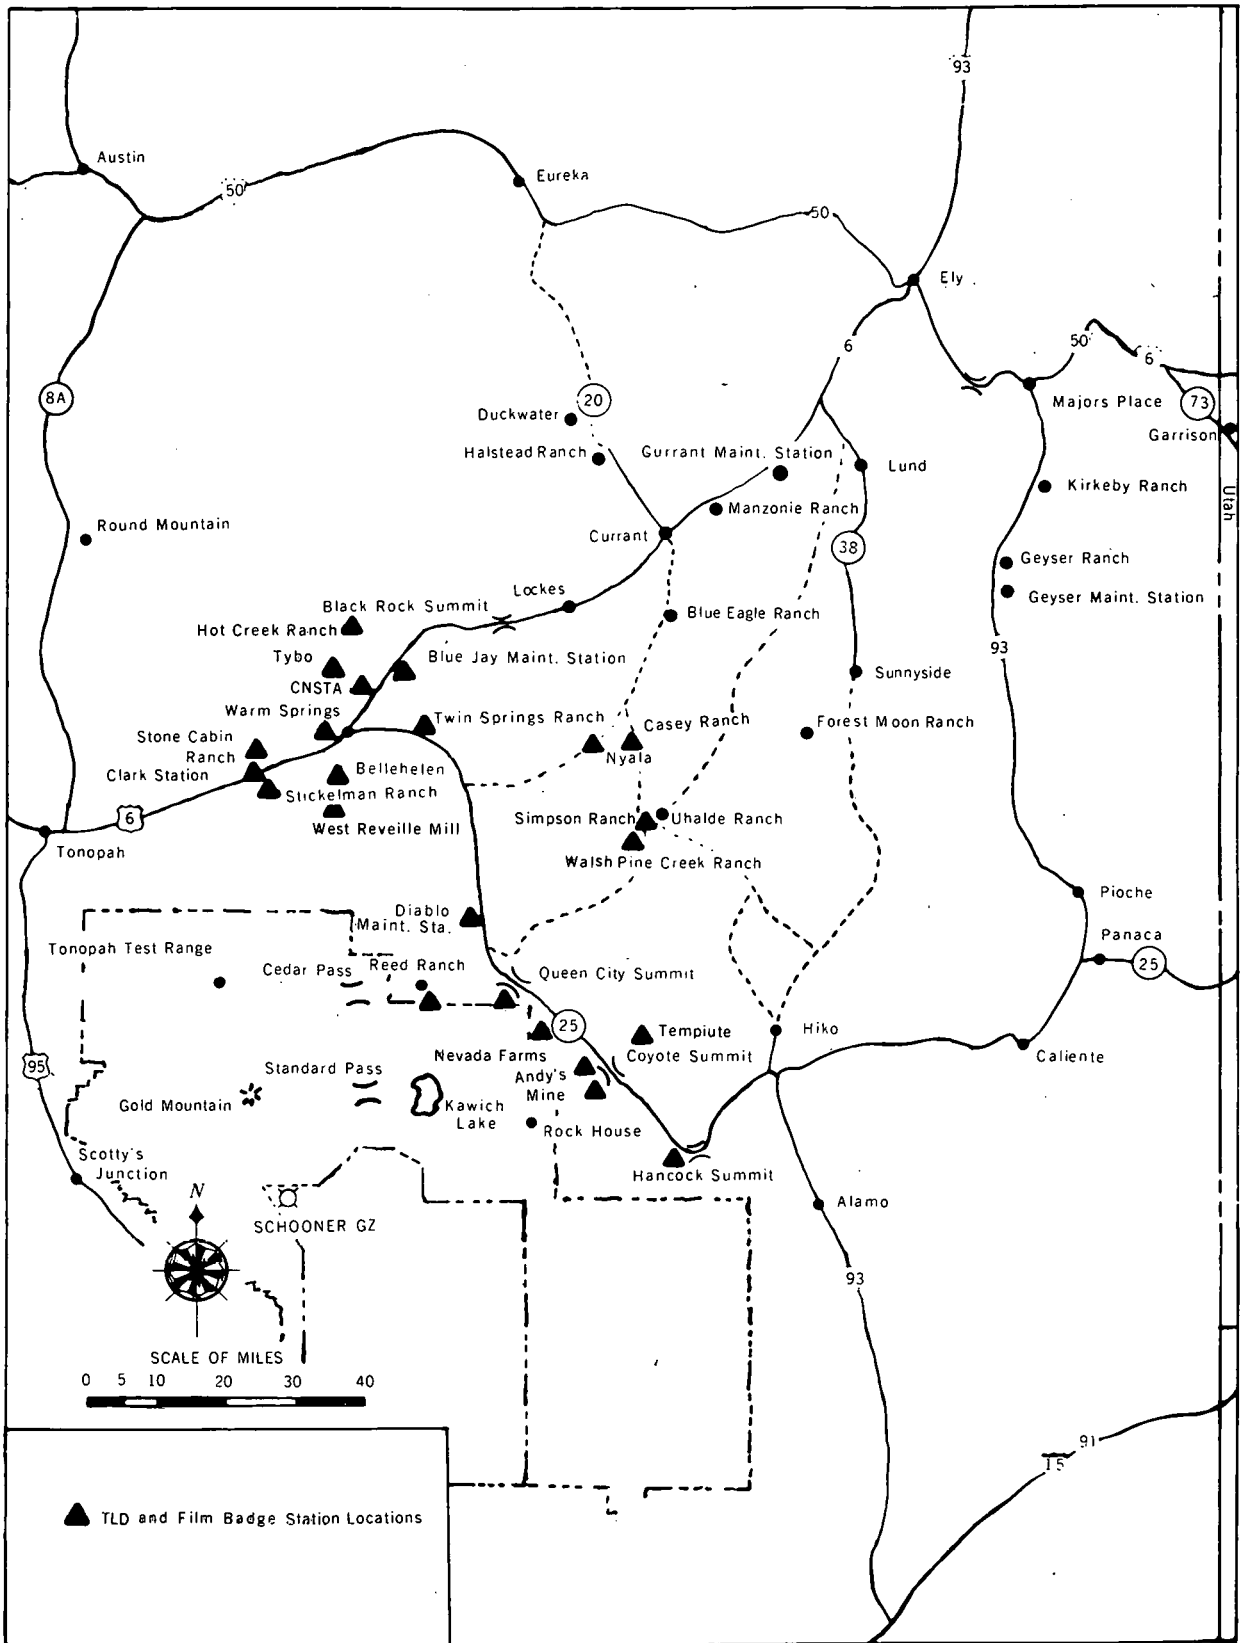 93
Austin
50
Eureka
50
Ely
6
50
6
8A
20
Majors Place
73
Duckwater
Garrison
Halstead Ranch
Gurrant Maint. Station
Lund
Kirkeby Ranch
Utah
Manzonie Ranch
Round Mountain
Currant
38
Geyser Ranch
Lockes
Geyser Maint. Station
Black Rock Summit
Blue Eagle Ranch
Hot Creek Ranch
93
Tybo
Blue Jay Maint. Station
Sunnyside
CNSTA
Warm Springs
Twin Springs Ranch
Casey Ranch
Forest Moon Ranch
Stone Cabin
Ranch
Nyala
Clark Station
Bellehelen
Stickelman Ranch
6
West Reveille Mill
Simpson Ranch
Uhalde Ranch
Tonopah
Walsh Pine Creek Ranch
Pioche
Diablo
Maint. Sta.
Panaca
25
Tonopah Test Range
Cedar Pass
Reed Ranch
Queen City Summit
25
Tempiute
Hiko
95
Nevada Farms
Coyote Summit
Caliente
Standard Pass
Andy's
Mine
Gold Mountain
Kawich
Lake
Rock House
Scotty's
Junction
Hancock Summit
N
Alamo
SCHOONER GZ
93
SCALE OF MILES
0 5 10 20 30 40
91
15
TLD and Film Badge Station Locations